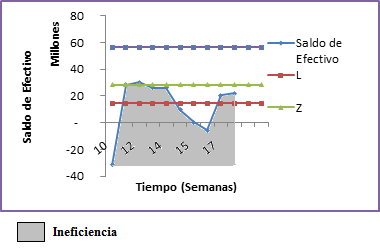 80
60
40
20
-
-20
-40
Saldo de Efectivo
Millones
10
12
14
15
17
Tiempo (Semanas)
Saldo de
Efectivo
L
Z
Ineficiencia